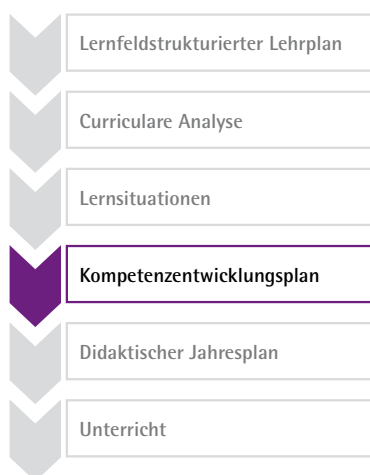 Lernfeldstrukturierter Lehrplan
Curriculare Analyse
Lernsituationen
Kompetenzentwicklungsplan
Didaktischer Jahresplan
Unterricht